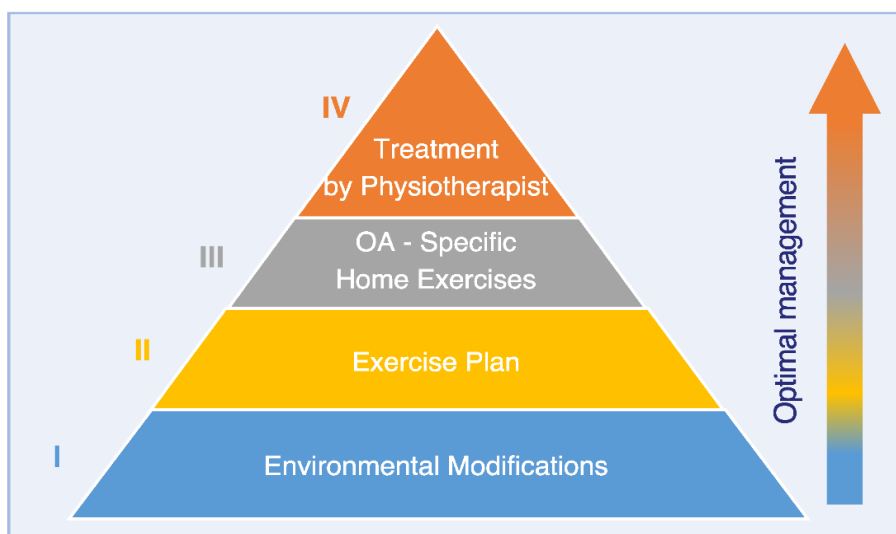 IV
Treatment
by Physiotherapist
III
OA - Specific
Home Exercises
II
Exercise Plan
I
Environmental Modifications
Optimal management